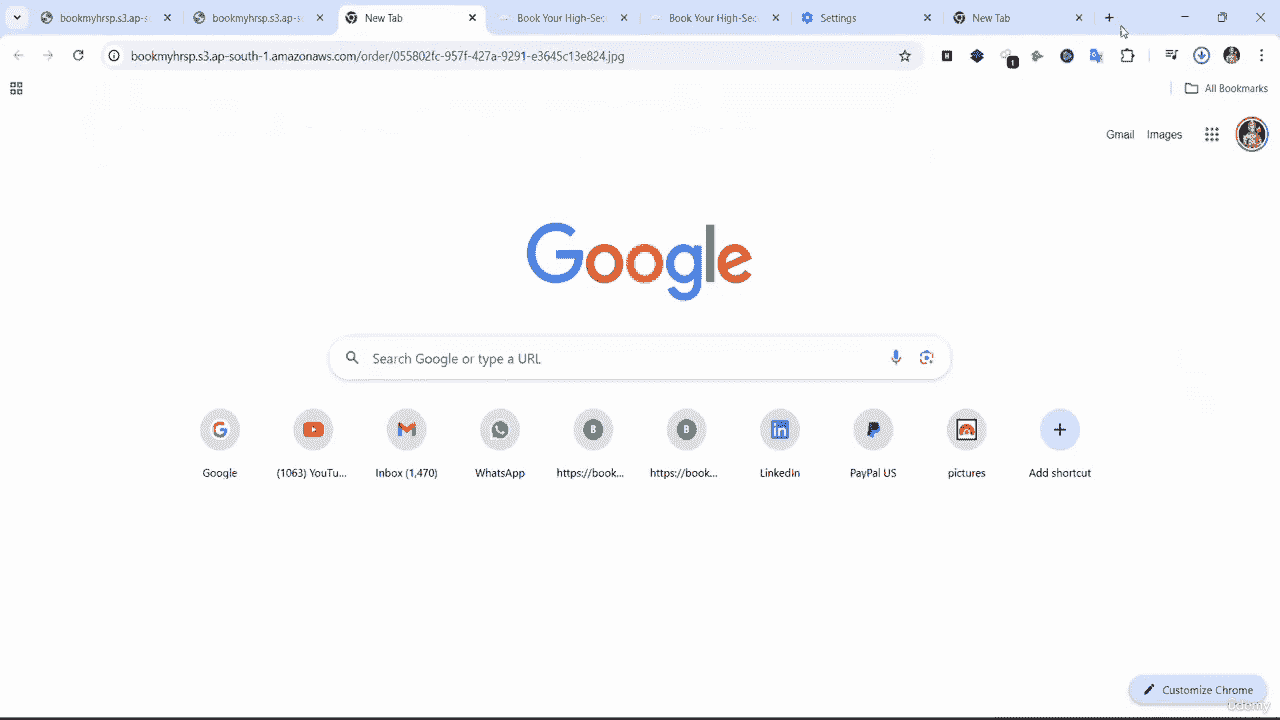 bookmyhrsp.s3.ap-s
bookmyhrsp.s3.ap-s
New Tab
Book Your High-Sec
Book Your High-Sec
Settings
New Tab
bookmyhrsp.s3.ap-south-1.amazonaws.com/order/055802fc-957f-427a-9291-e3645c13e824.jpg
1
All Bookmarks
Gmail Images
Google
Search Google or type a URL
B B
Google (1063) YouTu... Inbox (1,470) WhatsApp https://book... https://book... LinkedIn PayPal US pictures Add shortcut
Customize Chrome
Udemy